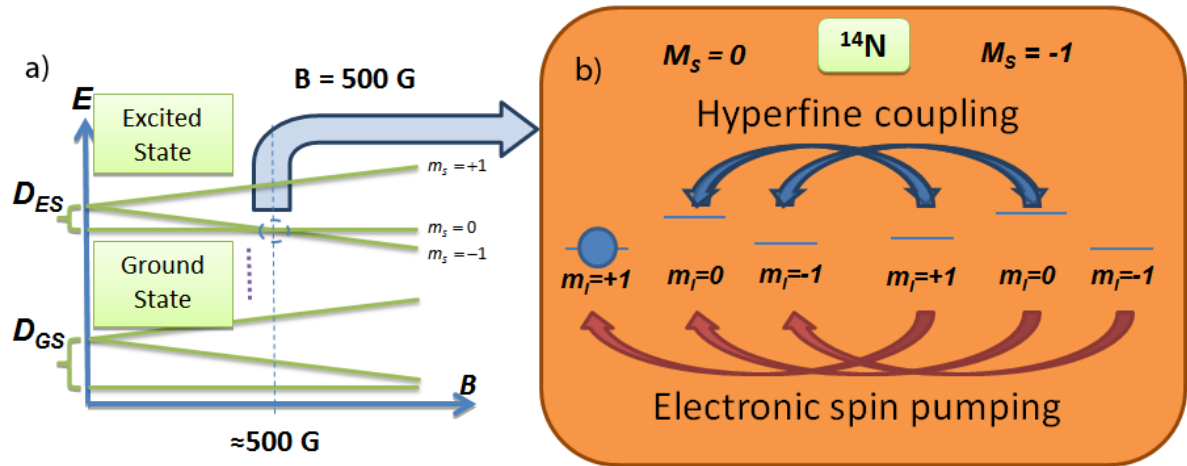 a)
E
Excited
State
D_ES
B = 500 G
m_s = +1
m_s = 0
m_s = −1
Ground
State
D_GS
B
≈500 G
b)
M_s = 0
¹⁴N
M_s = -1
Hyperfine coupling
m_I=+1
m_I=0
m_I=-1
m_I=+1
m_I=0
m_I=-1
Electronic spin pumping